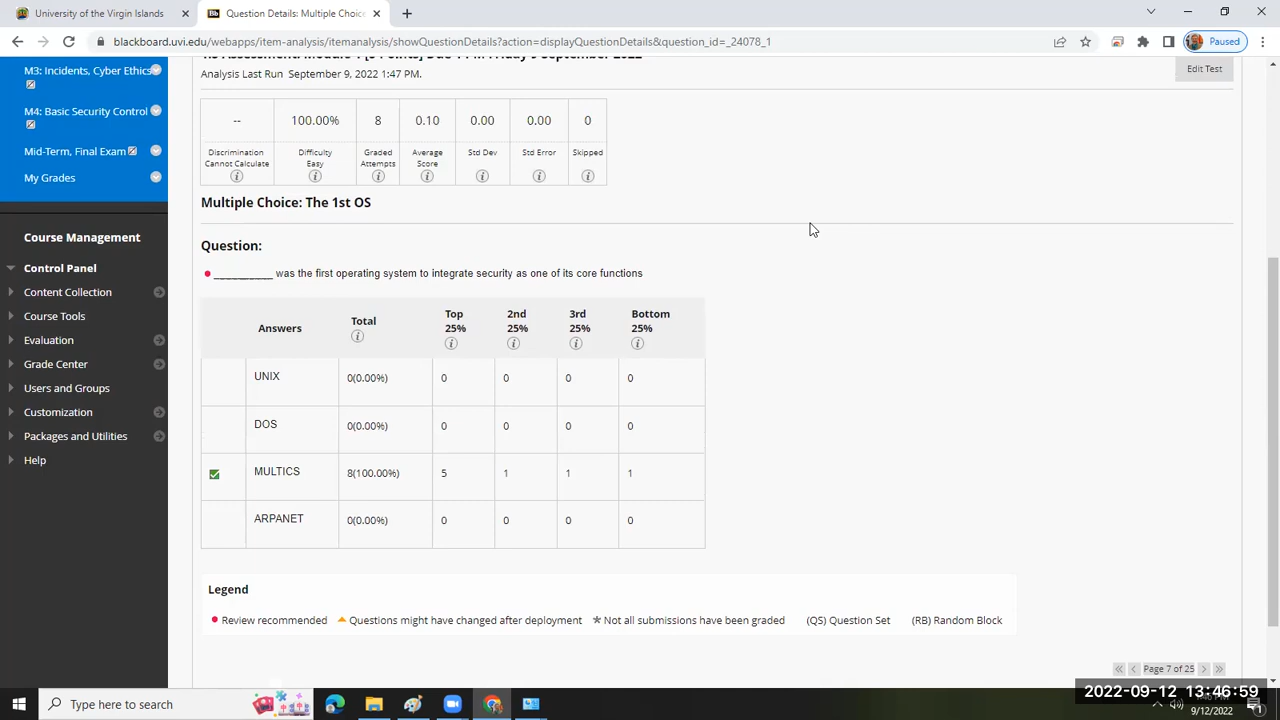 University of the Virgin Islands
Question Details: Multiple Choice
Paused
blackboard.uvi.edu/webapps/item-analysis/itemanalysis/showQuestionDetails?action=displayQuestionDetails&question_id=_24078_1
M3: Incidents, Cyber Ethics
M4: Basic Security Control
Mid-Term, Final Exam
My Grades
Course Management
Control Panel
Content Collection
Course Tools
Evaluation
Grade Center
Users and Groups
Customization
Packages and Utilities
Help
Edit Test
Analysis Last Run September 9, 2022 1:47 PM.
-- 100.00% 8 0.10 0.00 0.00 0
Discrimination Difficulty Graded Average Std Dev Std Error Skipped
Cannot Calculate Easy Attempts Score
Multiple Choice: The 1st OS
Question:
__________ was the first operating system to integrate security as one of its core functions
Answers Total Top 25% 2nd 25% 3rd 25% Bottom 25%
UNIX 0(0.00%) 0 0 0 0
DOS 0(0.00%) 0 0 0 0
MULTICS 8(100.00%) 5 1 1 1
ARPANET 0(0.00%) 0 0 0 0
Legend
Review recommended Questions might have changed after deployment Not all submissions have been graded (QS) Question Set (RB) Random Block
Page 7 of 25
Type here to search
2022-09-12 13:46:59
9/12/2022